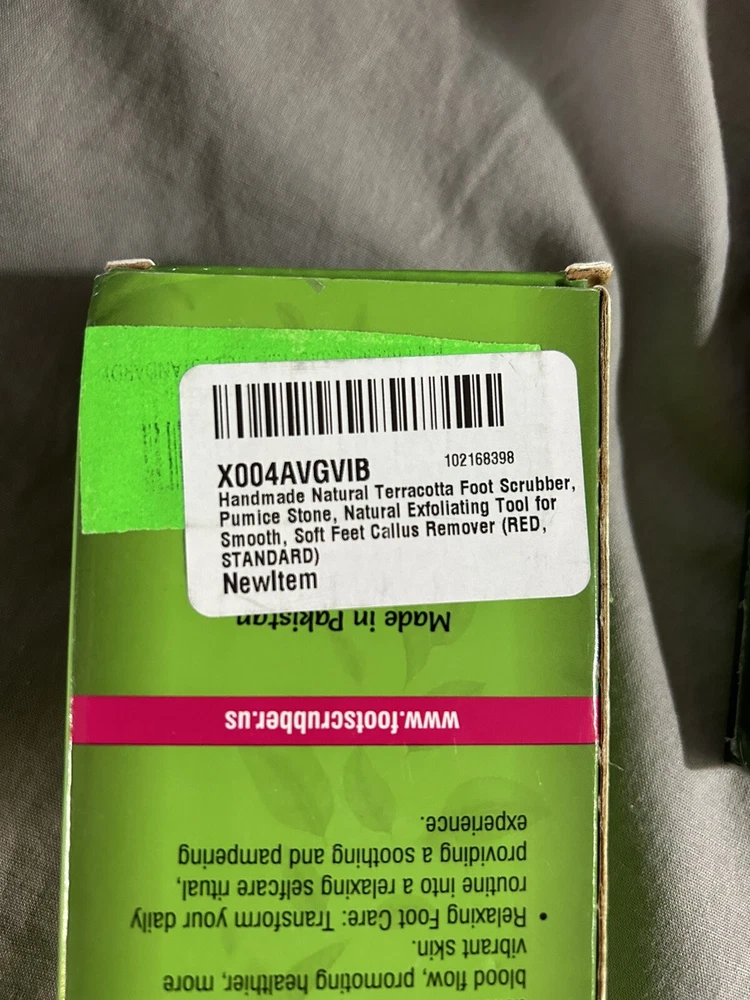 X004AVGVIB
102168398
Handmade Natural Terracotta Foot Scrubber,
Pumice Stone, Natural Exfoliating Tool for
Smooth, Soft Feet Callus Remover (RED,
STANDARD)
NewItem
blood flow, promoting healthier, more
vibrant skin.
• Relaxing Foot Care: Transform your daily
routine into a relaxing selfcare ritual,
providing a soothing and pampering
experience.
www.footscrubber.us
Made in Pakistan